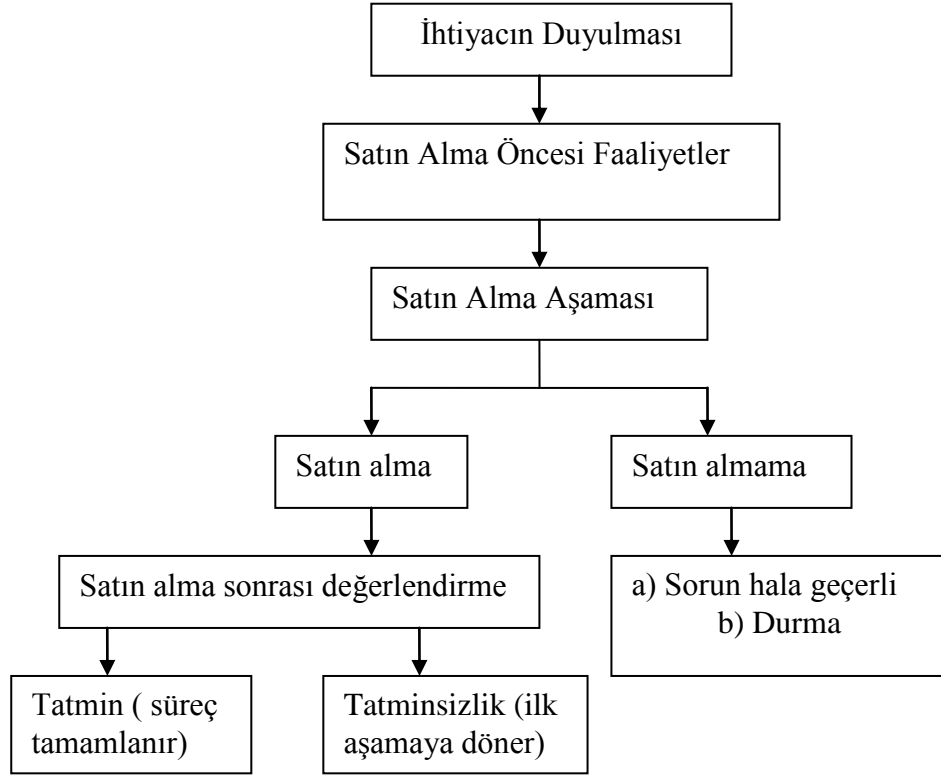 İhtiyacın Duyulması
Satın Alma Öncesi Faaliyetler
Satın Alma Aşaması
Satın alma
Satın almama
Satın alma sonrası değerlendirme
a) Sorun hala geçerli
b) Durma
Tatmin ( süreç
tamamlanır)
Tatminsizlik (ilk
aşamaya döner)